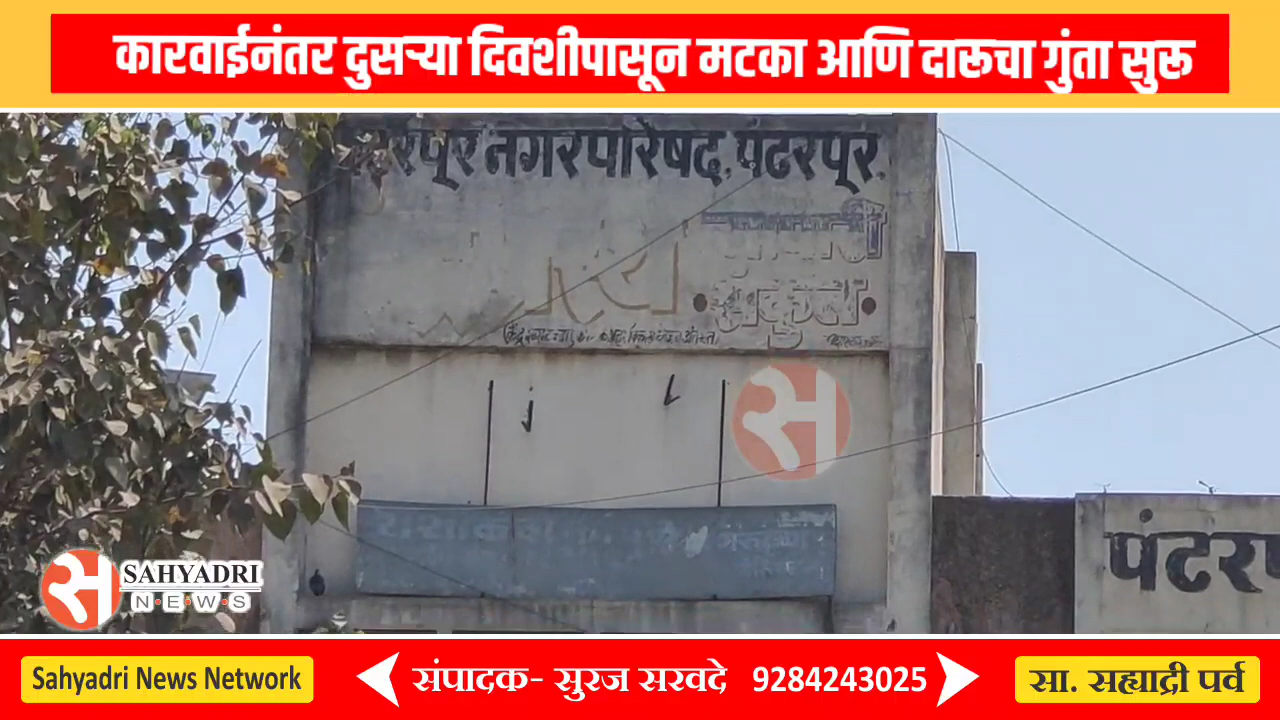 कारवाईनंतर दुसऱ्या दिवशीपासून मटका आणि दारूचा गुंता सुरू
नगरपरिषद, पंढरपूर.
संकुल
पंढरप
स
SAHYADRI
NEWS
Sahyadri News Network
संपादक- सुरज सरवदे 9284243025
सा. सह्याद्री पर्व